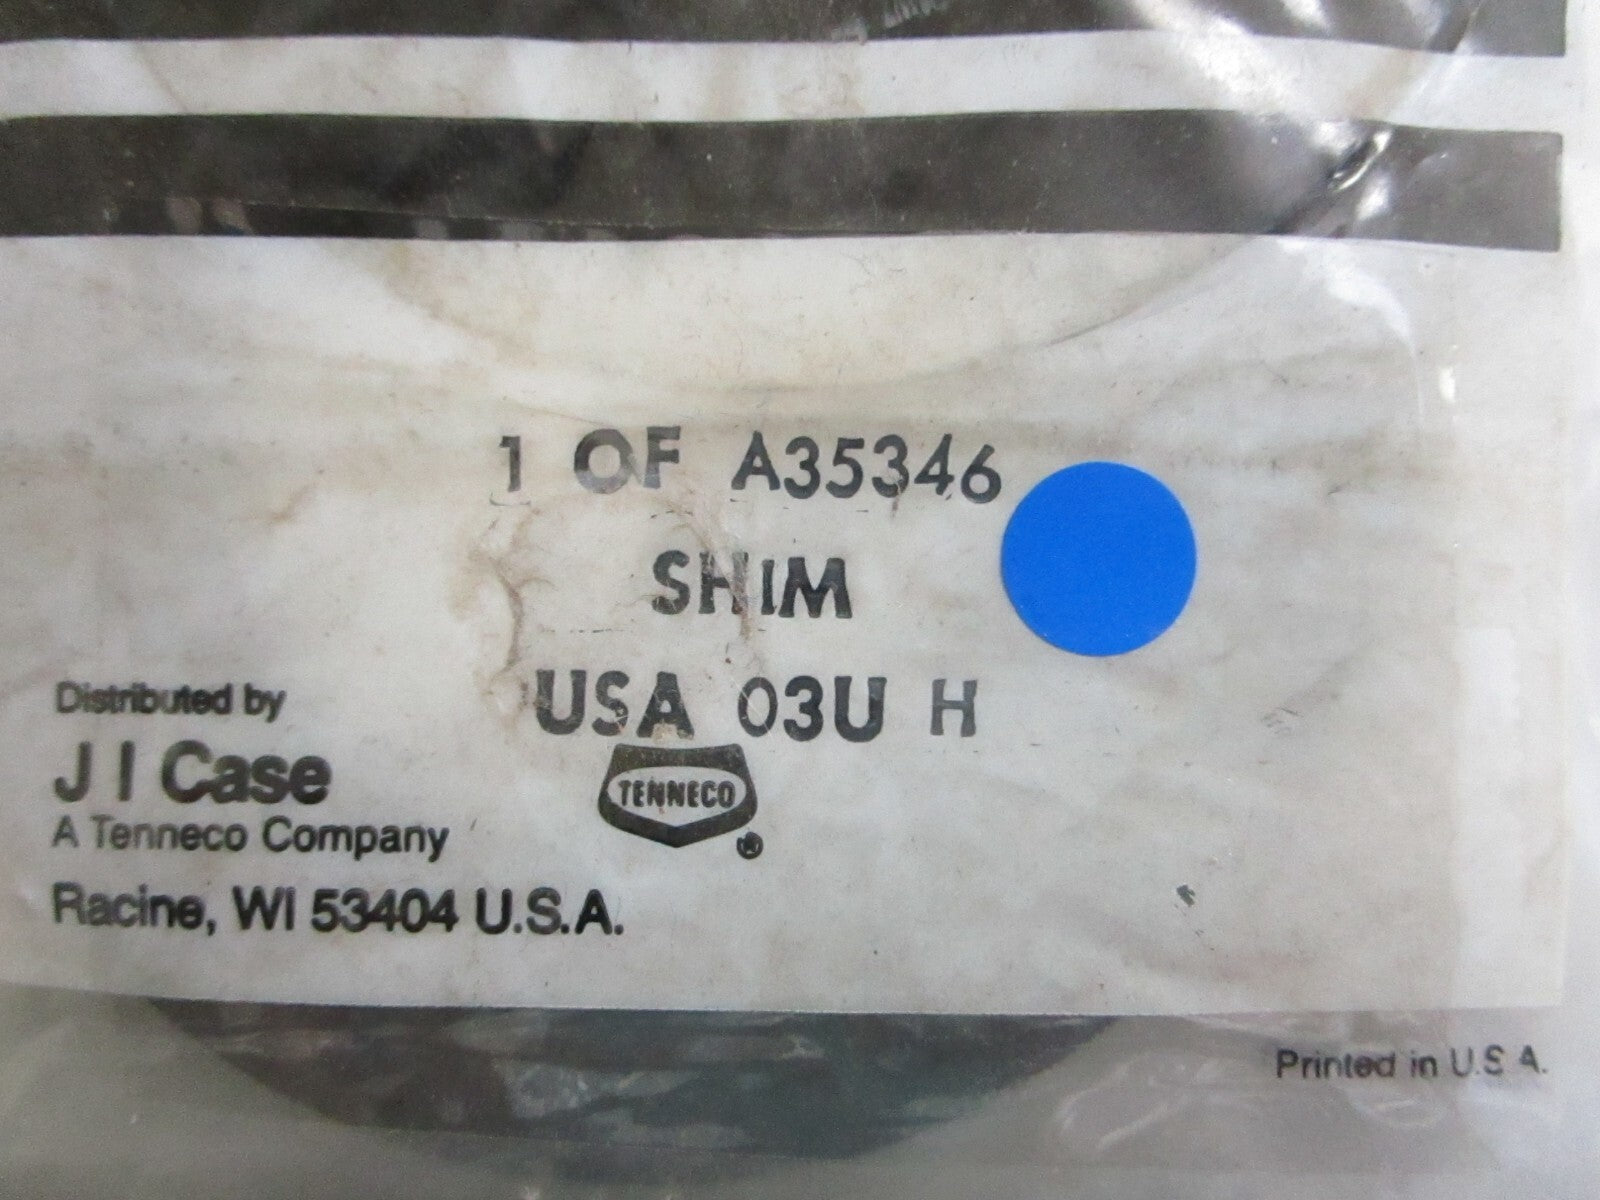 1 OF A35346
SHIM
USA 03U H
Distributed by
J I Case
A Tenneco Company
TENNECO
®
Racine, WI 53404 U.S.A.
Printed in U.S A.